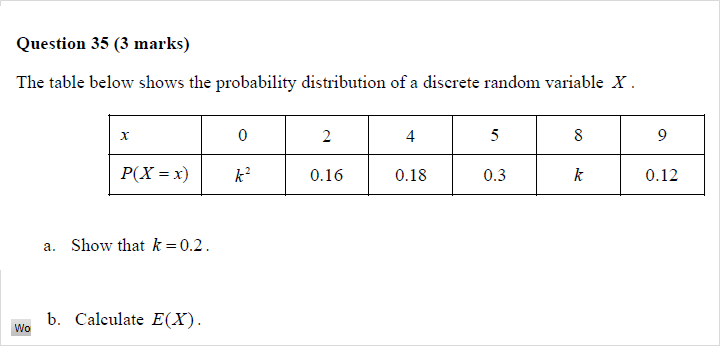 Question 35 (3 marks)
The table below shows the probability distribution of a discrete random variable X .
x 0 2 4 5 8 9
P(X = x) k² 0.16 0.18 0.3 k 0.12
a. Show that k = 0.2 .
b. Calculate E(X) .
Wo